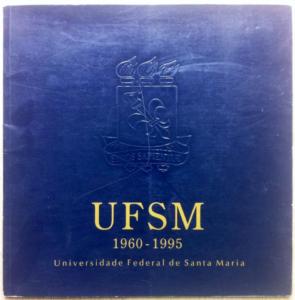 UFSM
1960 - 1995
Universidade Federal de Santa Maria